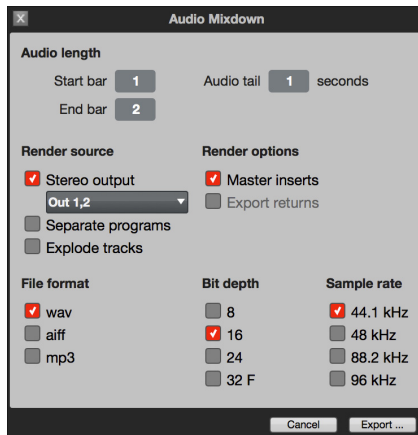 X Audio Mixdown
Audio length
Start bar 1 Audio tail 1 seconds
End bar 2
Render source Render options
Stereo output Master inserts
Out 1,2 Export returns
Separate programs
Explode tracks
File format Bit depth Sample rate
wav 8 44.1 kHz
aiff 16 48 kHz
mp3 24 88.2 kHz
32 F 96 kHz
Cancel Export ...